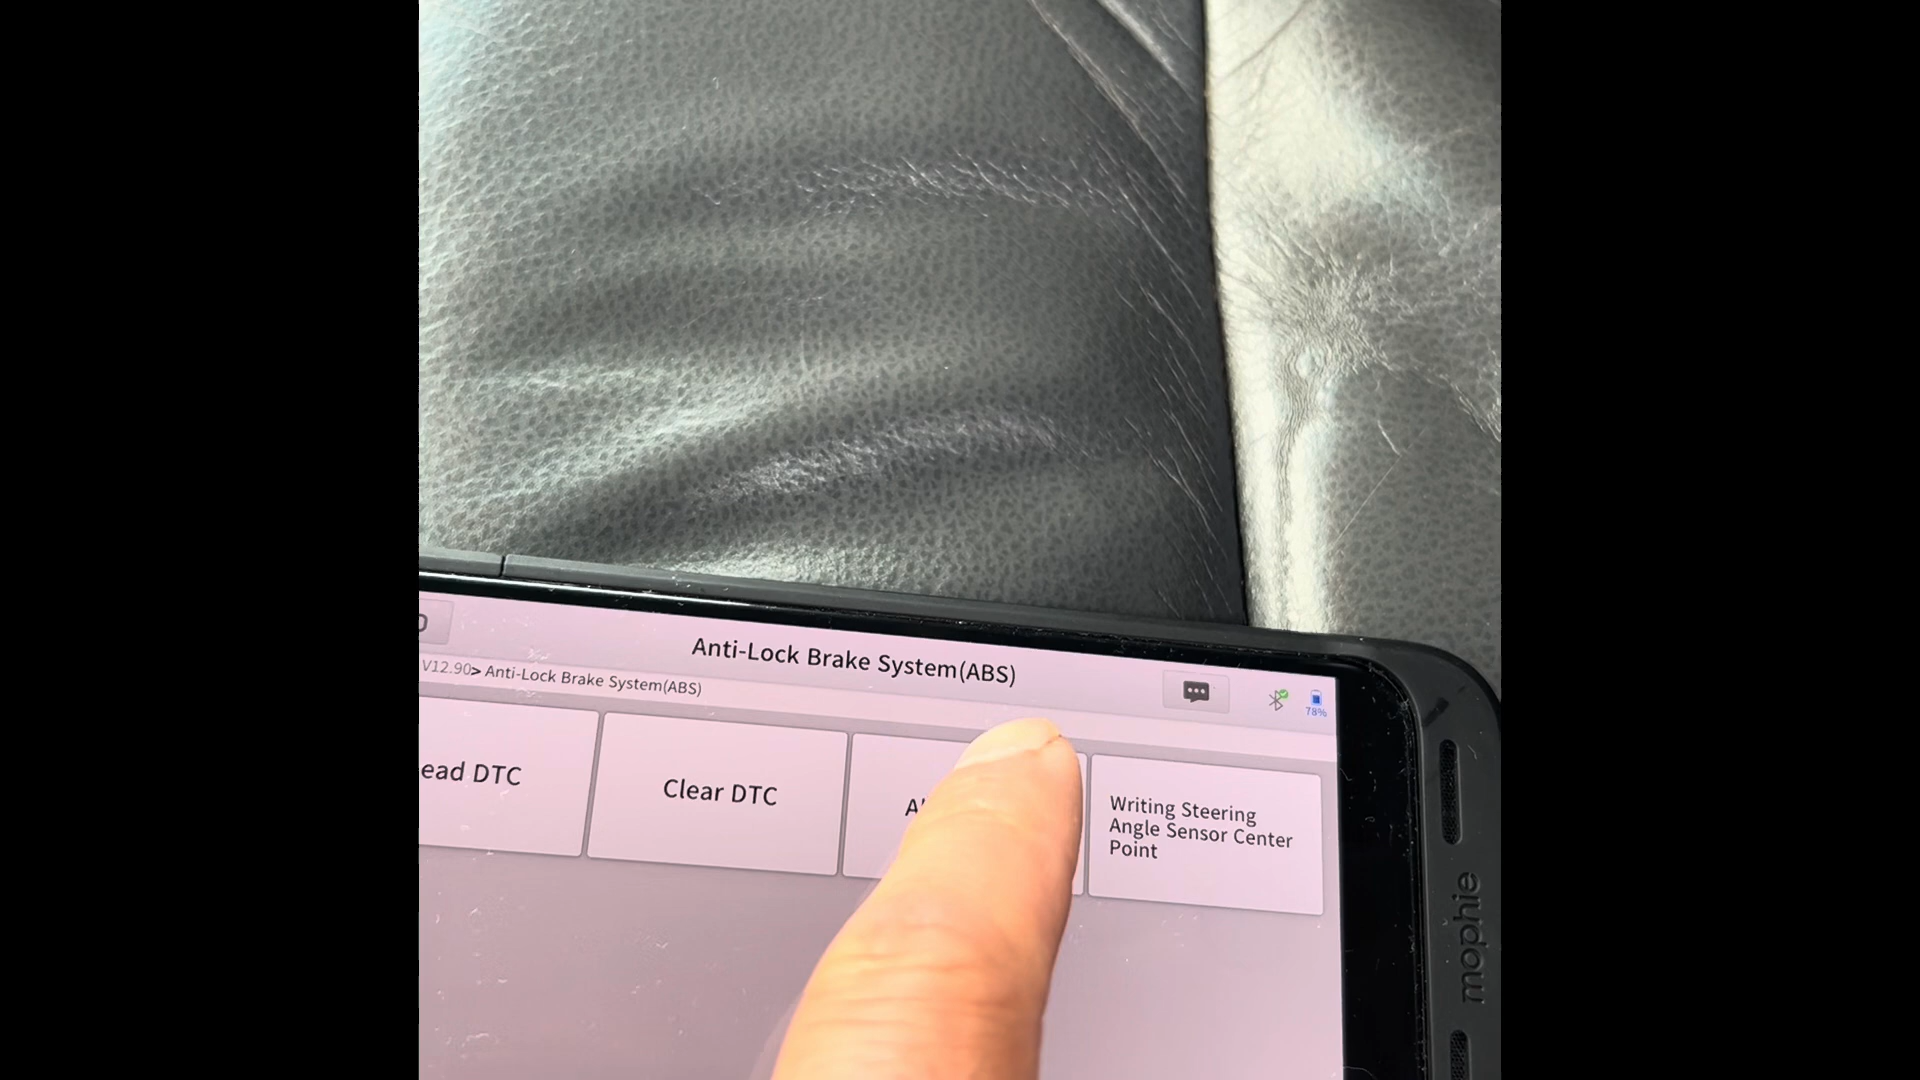 Anti-Lock Brake System(ABS)
V12.90> Anti-Lock Brake System(ABS)
78%
DTC
Clear DTC
Writing Steering
Angle Sensor Center
Point
mophie